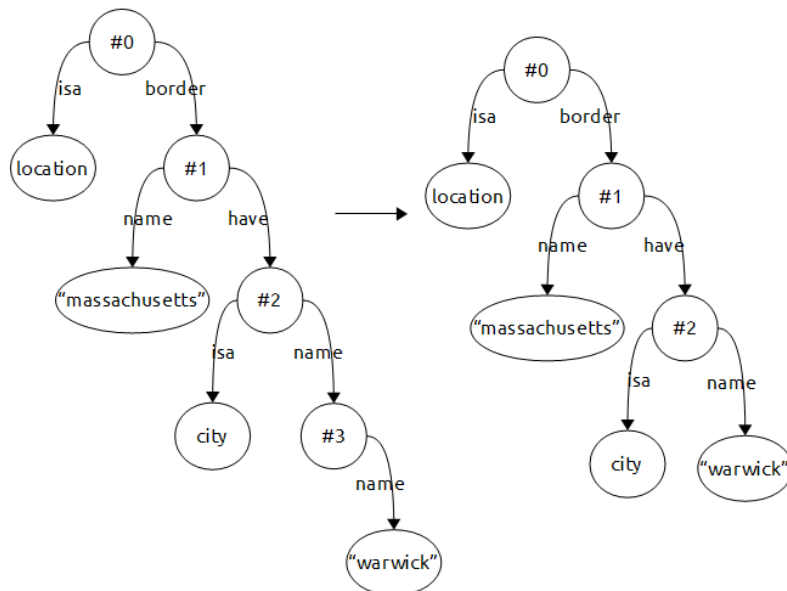 #0
isa
border
location
#1
name
have
“massachusetts”
#2
isa
name
city
#3
name
“warwick”
#0
isa
border
location
#1
name
have
“massachusetts”
#2
isa
name
city
“warwick”